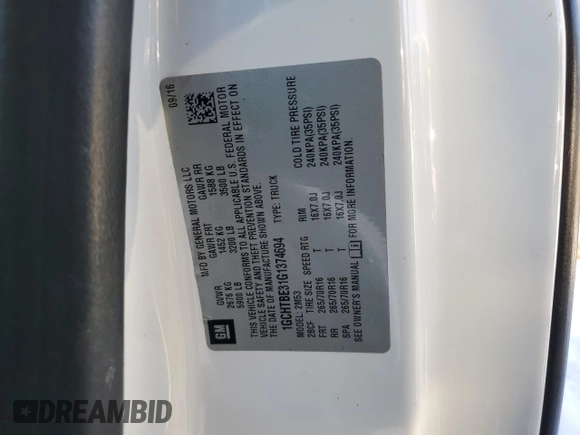 09/16
MFD BY GENERAL MOTORS LLC
GVWR GAWR FRT GAWR RR
2676 KG 1452 KG 1588 KG
5900 LB 3200 LB 3500 LB
THIS VEHICLE CONFORMS TO ALL APPLICABLE U.S. FEDERAL MOTOR
VEHICLE SAFETY AND THEFT PREVENTION STANDARDS IN EFFECT ON
THE DATE OF MANUFACTURE SHOWN ABOVE.
GM
1GCHTBE31G1374694 TYPE: TRUCK
MODEL: 2M53
2BCF TIRE SIZE SPEED RTG RIM COLD TIRE PRESSURE
FRT 265/70R16 T 16X7.0J 240KPA(35PSI)
RR 265/70R16 T 16X7.0J 240KPA(35PSI)
SPA 265/70R16 T 16X7.0J 240KPA(35PSI)
SEE OWNER'S MANUAL FOR MORE INFORMATION.
DREAMBID
DREAMBID